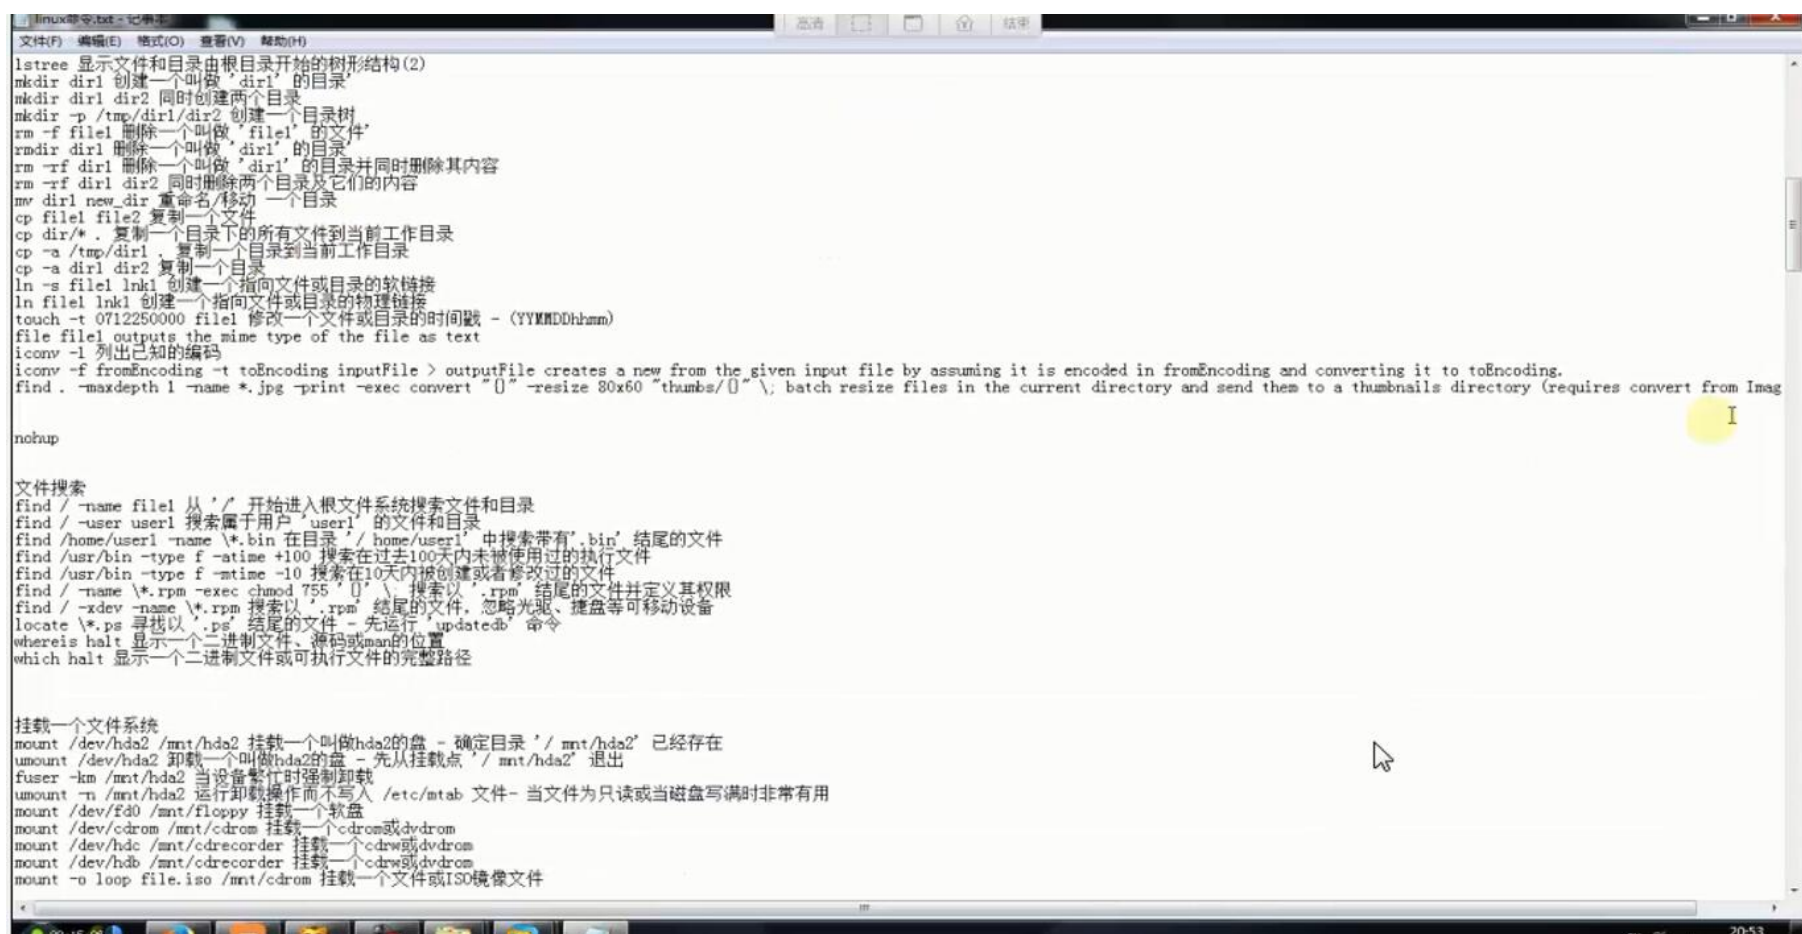 linux命令.txt - 记事本
高清 结束
文件(F) 编辑(E) 格式(O) 查看(V) 帮助(H)
lstree 显示文件和目录由根目录开始的树形结构(2)
mkdir dir1 创建一个叫做 'dir1' 的目录'
mkdir dir1 dir2 同时创建两个目录
mkdir -p /tmp/dir1/dir2 创建一个目录树
rm -f file1 删除一个叫做 'file1' 的文件'
rmdir dir1 删除一个叫做 'dir1' 的目录'
rm -rf dir1 删除一个叫做 'dir1' 的目录并同时删除其内容
rm -rf dir1 dir2 同时删除两个目录及它们的内容
mv dir1 new_dir 重命名/移动 一个目录
cp file1 file2 复制一个文件
cp dir/* . 复制一个目录下的所有文件到当前工作目录
cp -a /tmp/dir1 . 复制一个目录到当前工作目录
cp -a dir1 dir2 复制一个目录
ln -s file1 lnk1 创建一个指向文件或目录的软链接
ln file1 lnk1 创建一个指向文件或目录的物理链接
touch -t 0712250000 file1 修改一个文件或目录的时间戳 - (YYMMDDhhmm)
file file1 outputs the mime type of the file as text
iconv -l 列出已知的编码
iconv -f fromEncoding -t toEncoding inputFile > outputFile creates a new from the given input file by assuming it is encoded in fromEncoding and converting it to toEncoding.
find . -maxdepth 1 -name *.jpg -print -exec convert "{}" -resize 80x60 "thumbs/{}" \; batch resize files in the current directory and send them to a thumbnails directory (requires convert from Imag
nohup
文件搜索
find / -name file1 从 '/' 开始进入根文件系统搜索文件和目录
find / -user user1 搜索属于用户 'user1' 的文件和目录
find /home/user1 -name \*.bin 在目录 '/ home/user1' 中搜索带有'.bin' 结尾的文件
find /usr/bin -type f -atime +100 搜索在过去100天内未被使用过的执行文件
find /usr/bin -type f -mtime -10 搜索在10天内被创建或者修改过的文件
find / -name \*.rpm -exec chmod 755 '{}' \; 搜索以 '.rpm' 结尾的文件并定义其权限
find / -xdev -name \*.rpm 搜索以 '.rpm' 结尾的文件，忽略光驱、捷盘等可移动设备
locate \*.ps 寻找以 '.ps' 结尾的文件 - 先运行 'updatedb' 命令
whereis halt 显示一个二进制文件、源码或man的位置
which halt 显示一个二进制文件或可执行文件的完整路径
挂载一个文件系统
mount /dev/hda2 /mnt/hda2 挂载一个叫做hda2的盘 - 确定目录 '/ mnt/hda2' 已经存在
umount /dev/hda2 卸载一个叫做hda2的盘 - 先从挂载点 '/ mnt/hda2' 退出
fuser -km /mnt/hda2 当设备繁忙时强制卸载
umount -n /mnt/hda2 运行卸载操作而不写入 /etc/mtab 文件- 当文件为只读或当磁盘写满时非常有用
mount /dev/fd0 /mnt/floppy 挂载一个软盘
mount /dev/cdrom /mnt/cdrom 挂载一个cdrom或dvdrom
mount /dev/hdc /mnt/cdrecorder 挂载一个cdrw或dvdrom
mount /dev/hdb /mnt/cdrecorder 挂载一个cdrw或dvdrom
mount -o loop file.iso /mnt/cdrom 挂载一个文件或ISO镜像文件
20:53